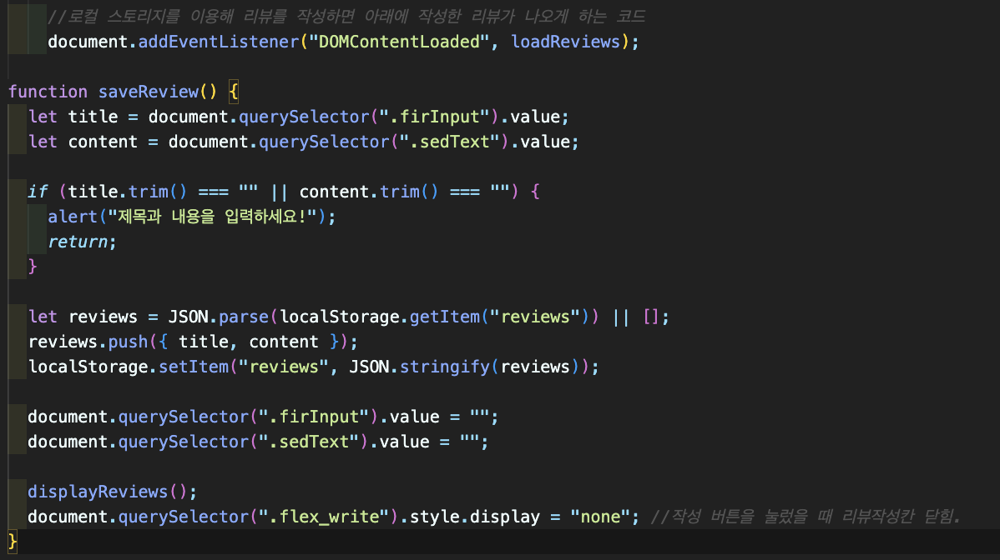 //로컬 스토리지를 이용해 리뷰를 작성하면 아래에 작성한 리뷰가 나오게 하는 코드
document.addEventListener("DOMContentLoaded", loadReviews);
function saveReview() {
let title = document.querySelector(".firInput").value;
let content = document.querySelector(".sedText").value;
if (title.trim() === "" || content.trim() === "") {
alert("제목과 내용을 입력하세요!");
return;
}
let reviews = JSON.parse(localStorage.getItem("reviews")) || [];
reviews.push({ title, content });
localStorage.setItem("reviews", JSON.stringify(reviews));
document.querySelector(".firInput").value = "";
document.querySelector(".sedText").value = "";
displayReviews();
document.querySelector(".flex_write").style.display = "none"; //작성 버튼을 눌렀을 때 리뷰작성칸 닫힘.
}